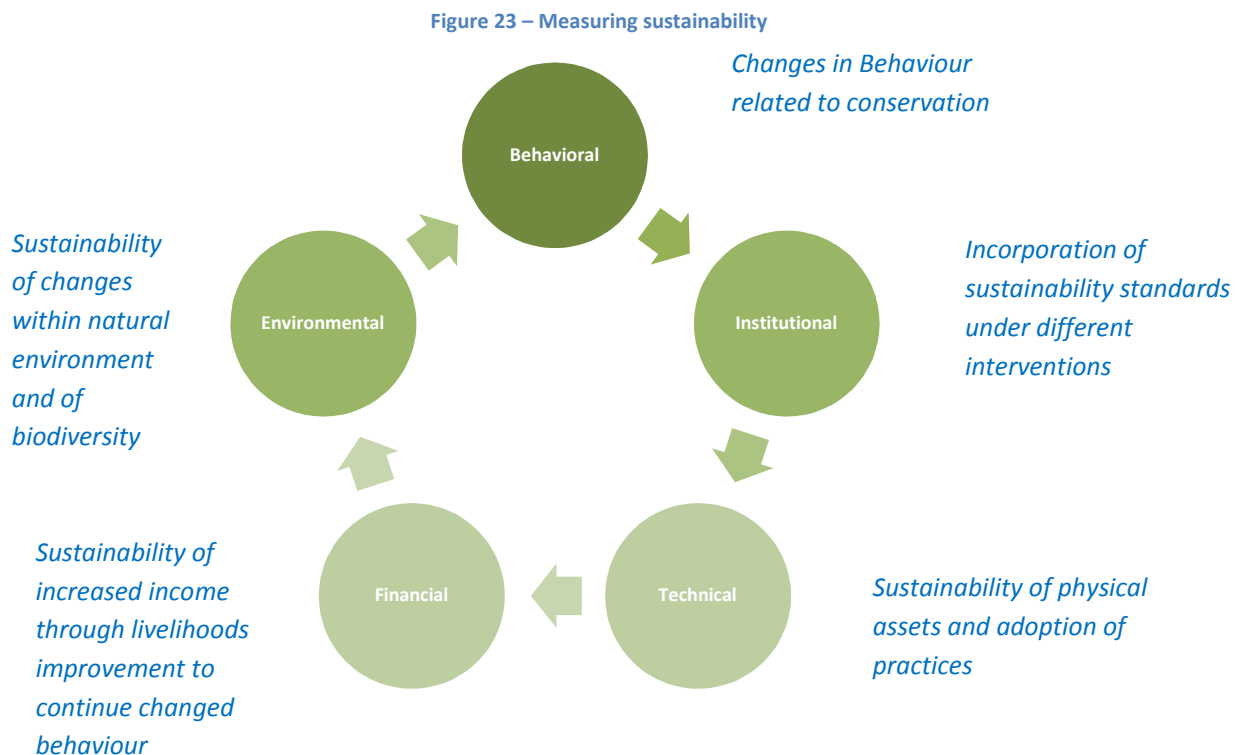 Figure 23 – Measuring sustainability
Changes in Behaviour
related to conservation
Behavioral
Incorporation of
sustainability standards
under different
interventions
Institutional
Sustainability of physical
assets and adoption of
practices
Technical
Financial
Sustainability of
increased income
through livelihoods
improvement to
continue changed
behaviour
Environmental
Sustainability
of changes
within natural
environment
and of
biodiversity